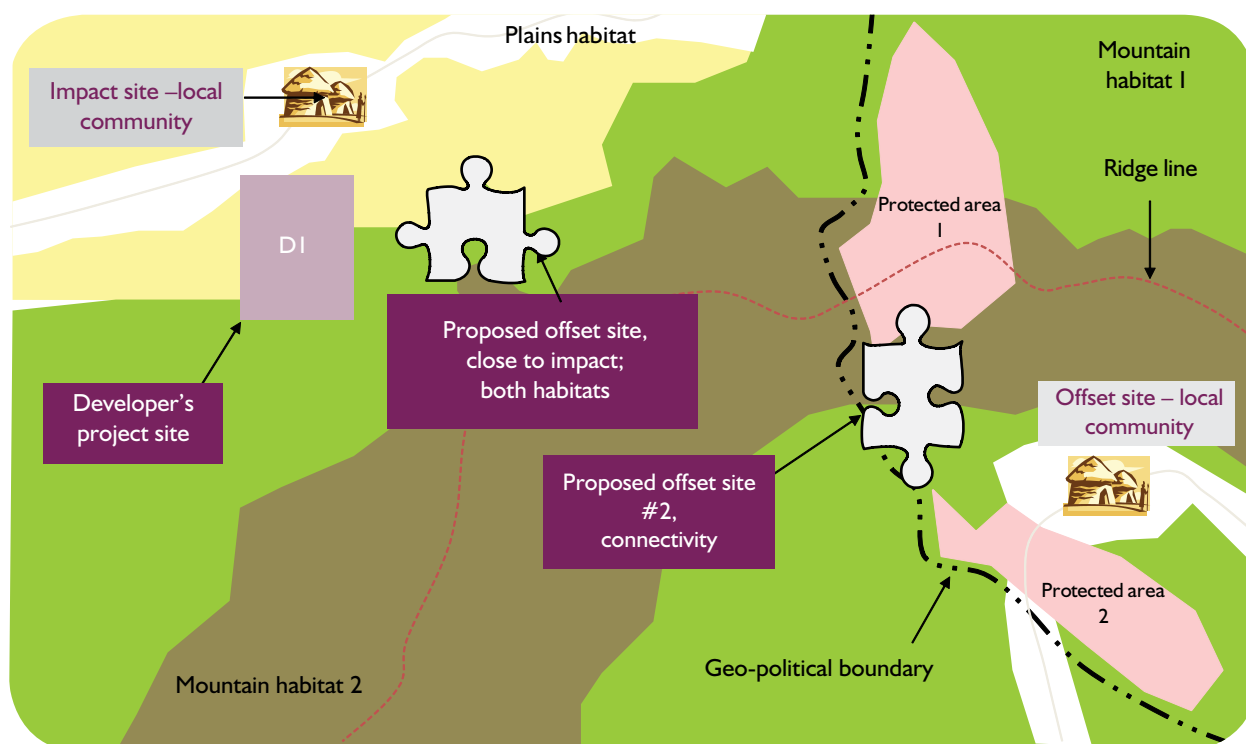 Plains habitat
Mountain
habitat 1
Impact site –local
community
Ridge line
Protected area
1
D1
Proposed offset site,
close to impact;
both habitats
Developer's
project site
Offset site – local
community
Proposed offset site
#2,
connectivity
Protected area
2
Geo-political boundary
Mountain habitat 2